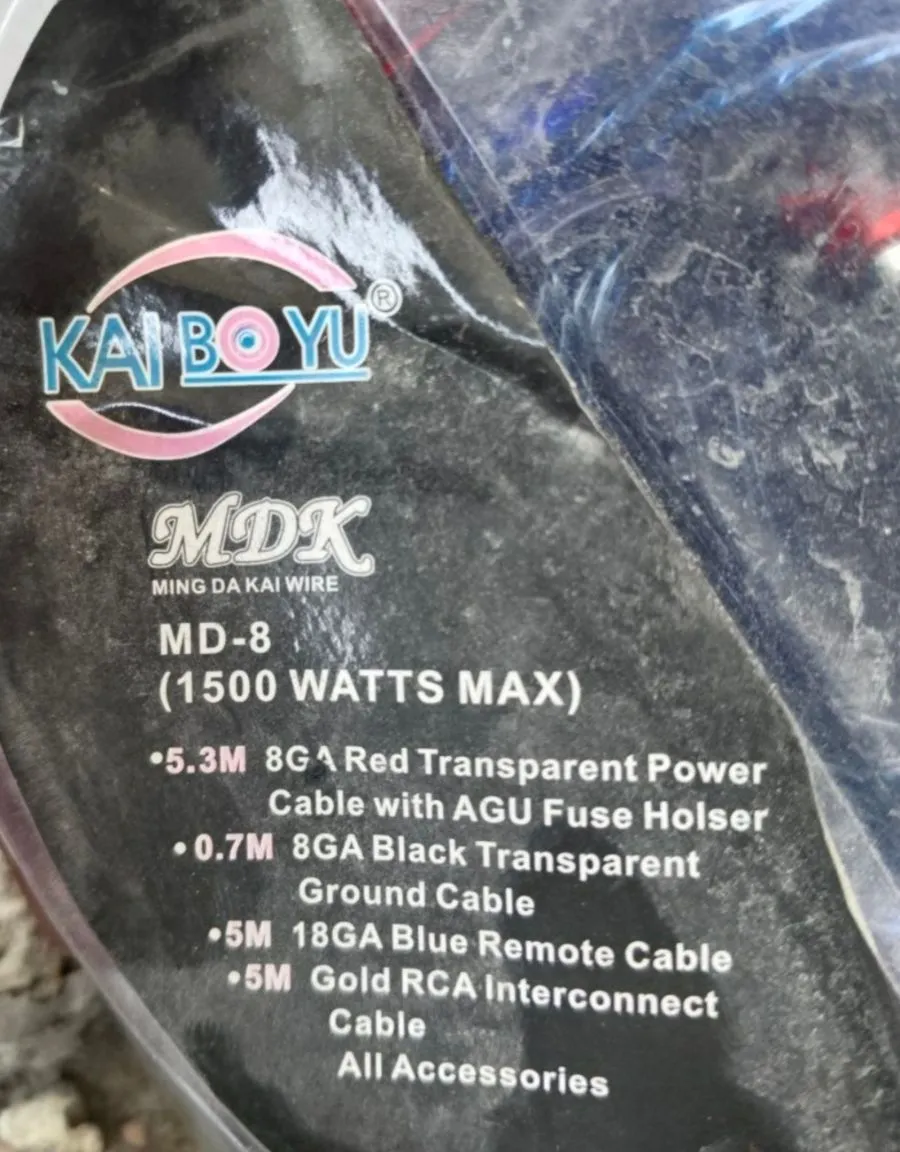 KAI BO YU®
MDK
MING DA KAI WIRE
MD-8
(1500 WATTS MAX)
•5.3M 8GA Red Transparent Power
Cable with AGU Fuse Holser
•0.7M 8GA Black Transparent
Ground Cable
•5M 18GA Blue Remote Cable
•5M Gold RCA Interconnect
Cable
All Accessories